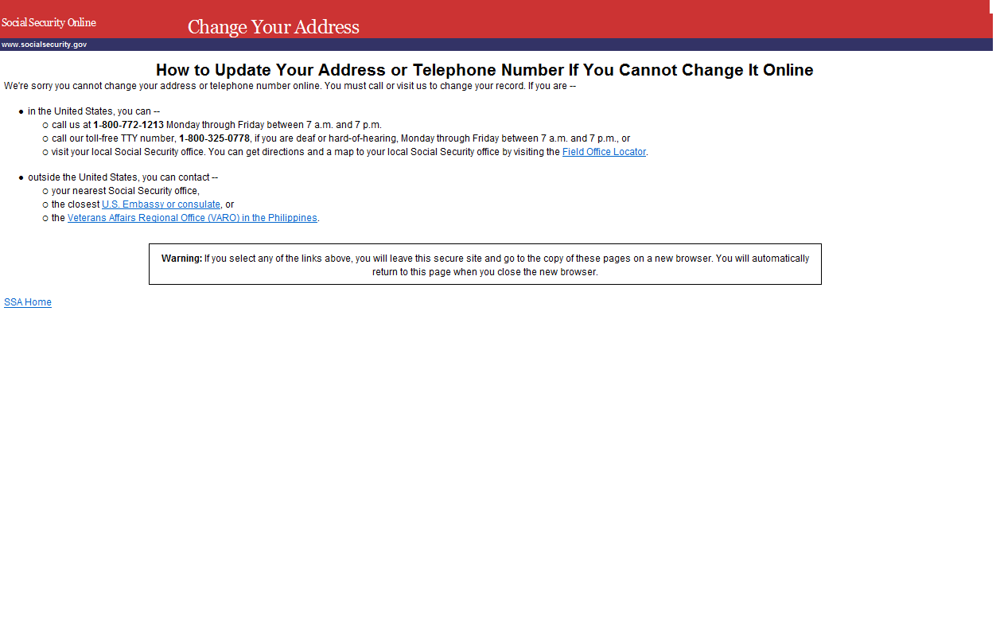 Social Security Online
Change Your Address
www.socialsecurity.gov
How to Update Your Address or Telephone Number If You Cannot Change It Online
We're sorry you cannot change your address or telephone number online. You must call or visit us to change your record. If you are --
● in the United States, you can --
○ call us at 1-800-772-1213 Monday through Friday between 7 a.m. and 7 p.m.
○ call our toll-free TTY number, 1-800-325-0778, if you are deaf or hard-of-hearing, Monday through Friday between 7 a.m. and 7 p.m., or
○ visit your local Social Security office. You can get directions and a map to your local Social Security office by visiting the Field Office Locator.
● outside the United States, you can contact --
○ your nearest Social Security office,
○ the closest U.S. Embassy or consulate, or
○ the Veterans Affairs Regional Office (VARO) in the Philippines.
Warning: If you select any of the links above, you will leave this secure site and go to the copy of these pages on a new browser. You will automatically
return to this page when you close the new browser.
SSA Home